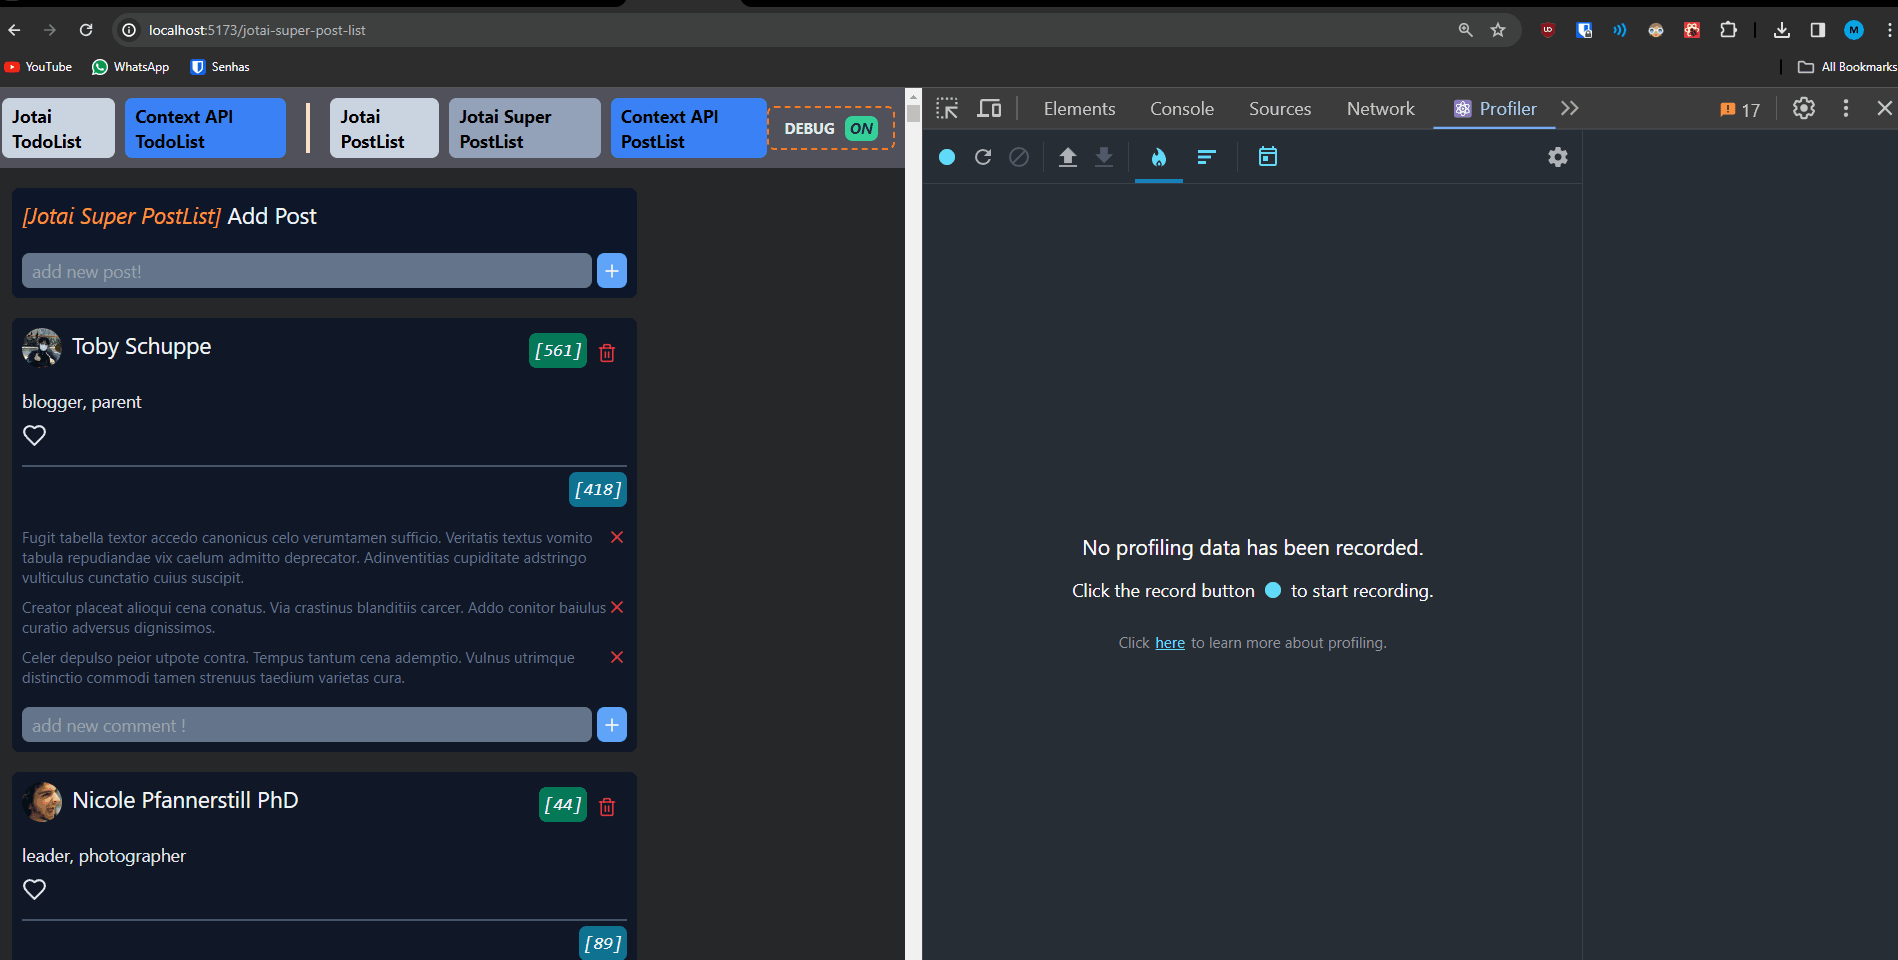 localhost:5173/jotai-super-post-list
YouTube WhatsApp Senhas All Bookmarks
Jotai TodoList
Context API TodoList
Jotai PostList
Jotai Super PostList
Context API PostList
DEBUG ON
[Jotai Super PostList] Add Post
add new post!
Toby Schuppe [561]
blogger, parent
[418]
Fugit tabella textor accedo canonicus celo verumtamen sufficio. Veritatis textus vomito
tabula repudiandae vix caelum admitto deprecator. Adinventitias cupiditate adstringo
vulticulus cunctatio cuius suscipit.
Creator placeat alioqui cena conatus. Via crastinus blanditiis carcer. Addo conitor baiulus
curatio adversus dignissimos.
Celer depulso peior utpote contra. Tempus tantum cena ademptio. Vulnus utrimque
distinctio commodi tamen strenuus taedium varietas cura.
add new comment !
Nicole Pfannerstill PhD [44]
leader, photographer
[89]
Elements Console Sources Network Profiler 17
No profiling data has been recorded.
Click the record button to start recording.
Click here to learn more about profiling.
M